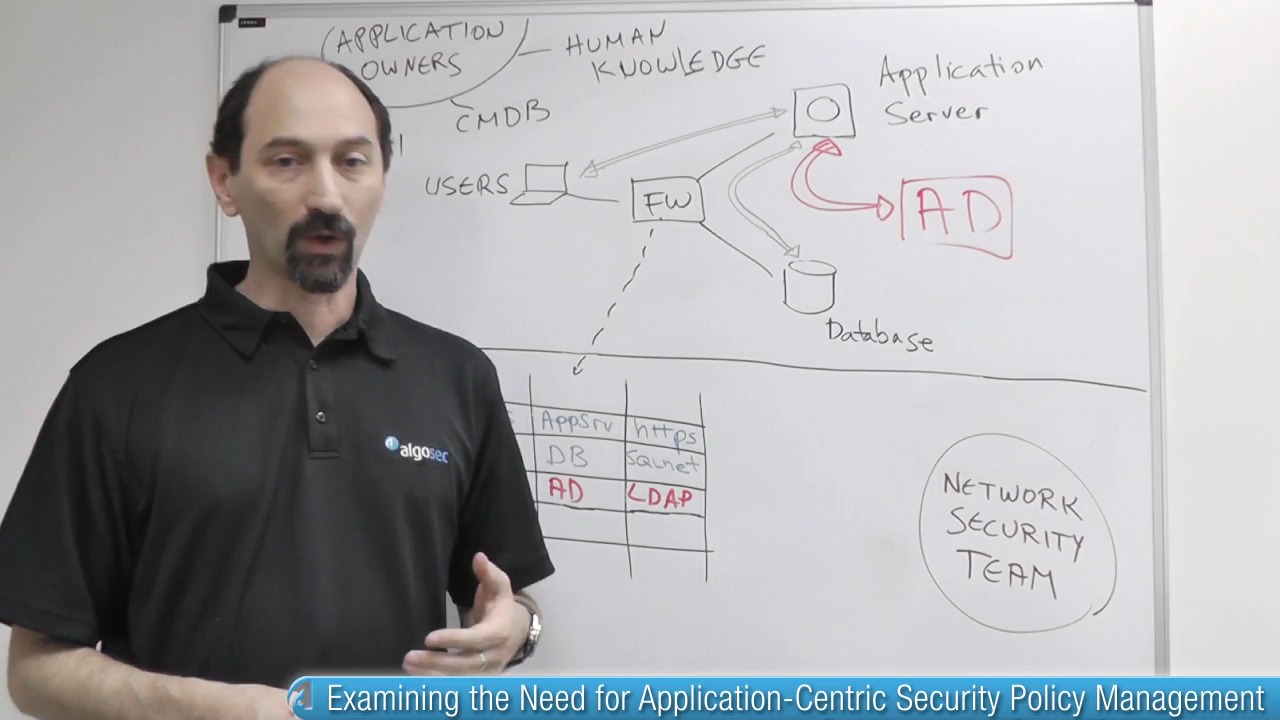 APPLICATION
OWNERS
HUMAN
KNOWLEDGE
CMDB
Application
Server
USERS
FW
AD
Database
AppSrv https
DB SQLnet
AD LDAP
NETWORK
SECURITY
TEAM
algosec
Examining the Need for Application-Centric Security Policy Management